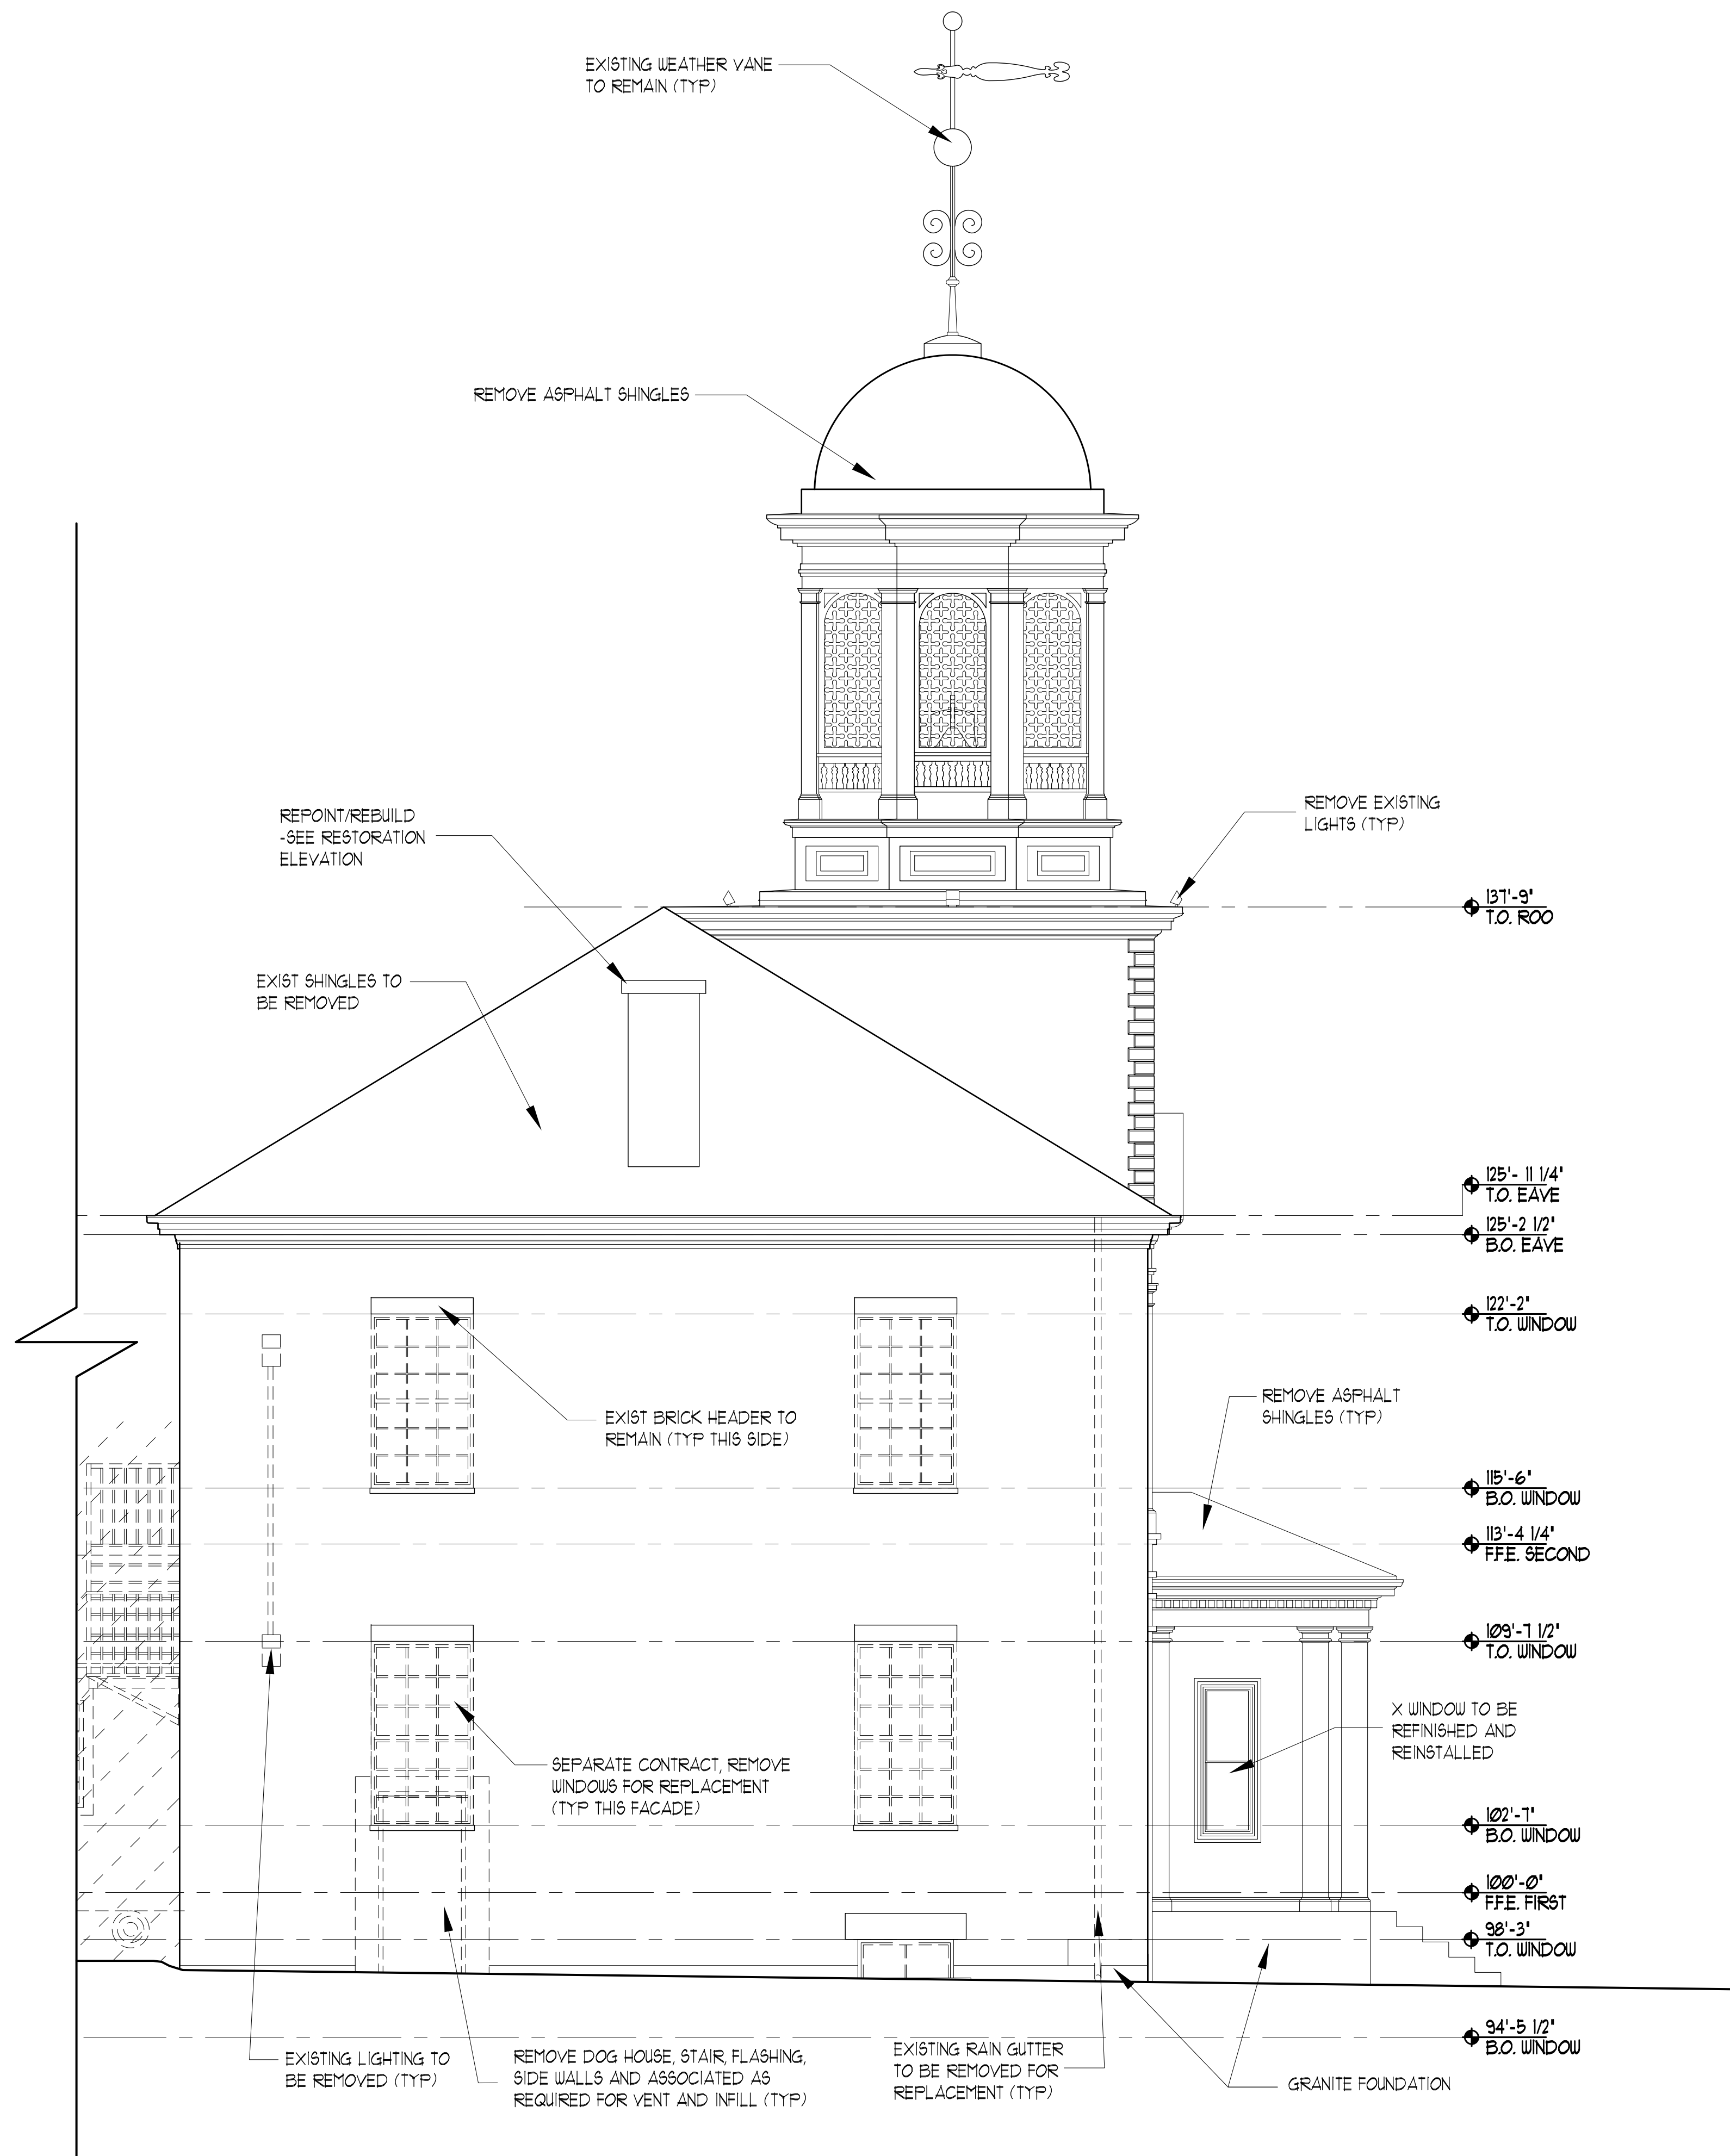 EXISTING WEATHER VANE
TO REMAIN (TYP)
REMOVE ASPHALT SHINGLES
REPOINT/REBUILD
-SEE RESTORATION
ELEVATION
REMOVE EXISTING
LIGHTS (TYP)
137'-9"
T.O. ROO
EXIST SHINGLES TO
BE REMOVED
125'- 11 1/4"
T.O. EAVE
125'-2 1/2"
B.O. EAVE
122'-2"
T.O. WINDOW
EXIST BRICK HEADER TO
REMAIN (TYP THIS SIDE)
REMOVE ASPHALT
SHINGLES (TYP)
115'-6"
B.O. WINDOW
113'-4 1/4"
F.F.E. SECOND
109'-7 1/2"
T.O. WINDOW
X WINDOW TO BE
REFINISHED AND
REINSTALLED
SEPARATE CONTRACT, REMOVE
WINDOWS FOR REPLACEMENT
(TYP THIS FACADE)
102'-7"
B.O. WINDOW
100'-0"
F.F.E. FIRST
98'-3"
T.O. WINDOW
94'-5 1/2"
B.O. WINDOW
EXISTING LIGHTING TO
BE REMOVED (TYP)
REMOVE DOG HOUSE, STAIR, FLASHING,
SIDE WALLS AND ASSOCIATED AS
REQUIRED FOR VENT AND INFILL (TYP)
EXISTING RAIN GUTTER
TO BE REMOVED FOR
REPLACEMENT (TYP)
GRANITE FOUNDATION